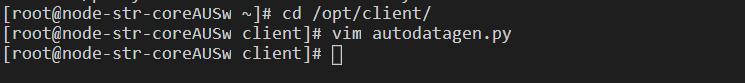 [root@node-str-coreAUSw ~]# cd /opt/client/
[root@node-str-coreAUSw client]# vim autodatagen.py
[root@node-str-coreAUSw client]#